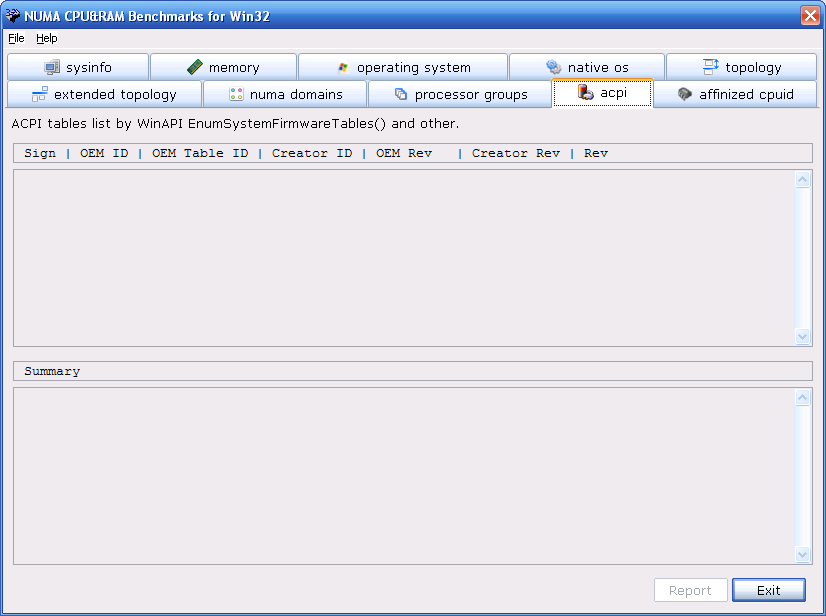 NUMA CPU&RAM Benchmarks for Win32
File Help
sysinfo memory operating system native os topology
extended topology numa domains processor groups acpi affinized cpuid
ACPI tables list by WinAPI EnumSystemFirmwareTables() and other.
Sign | OEM ID | OEM Table ID | Creator ID | OEM Rev | Creator Rev | Rev
Summary
Report Exit